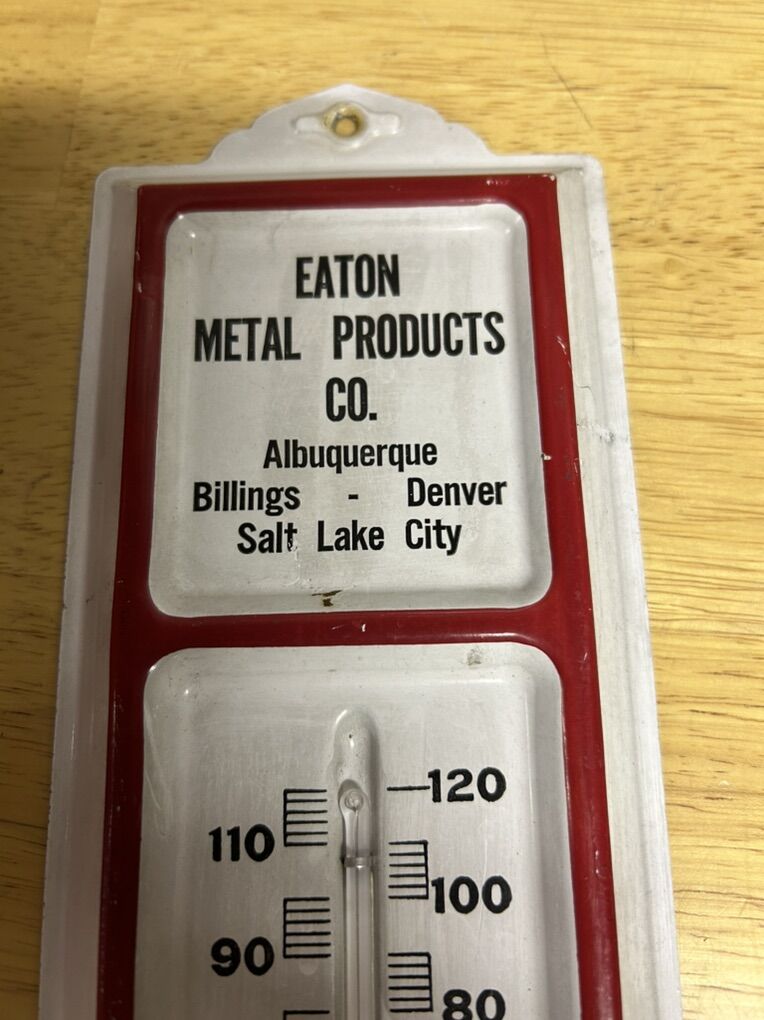 EATON
METAL PRODUCTS
CO.
Albuquerque
Billings - Denver
Salt Lake City
120
110
100
90
80